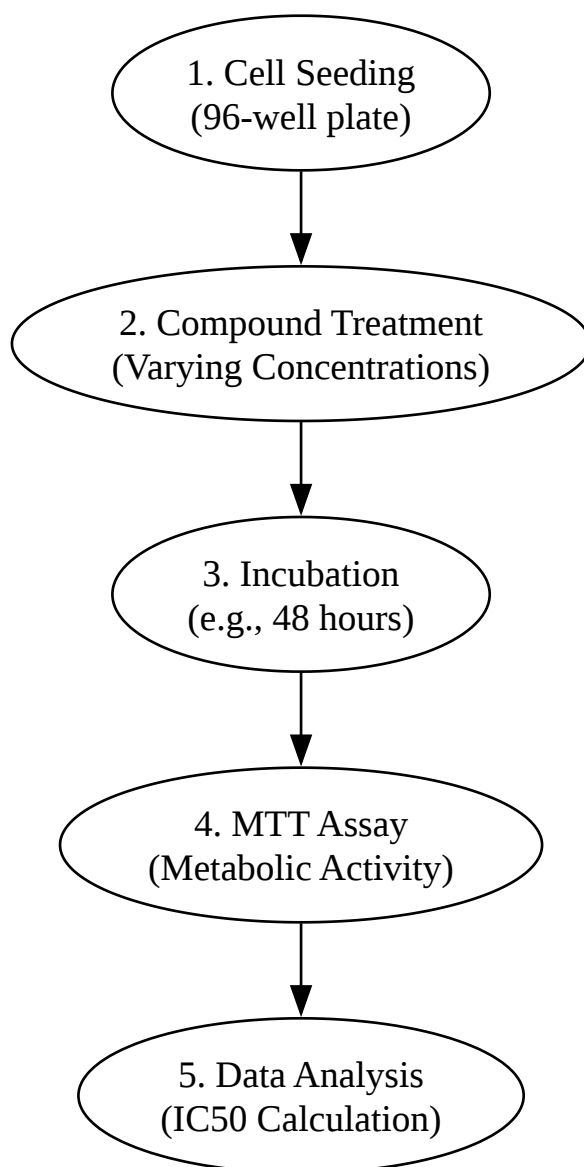 1. Cell Seeding
(96-well plate)
2. Compound Treatment
(Varying Concentrations)
3. Incubation
(e.g., 48 hours)
4. MTT Assay
(Metabolic Activity)
5. Data Analysis
(IC50 Calculation)